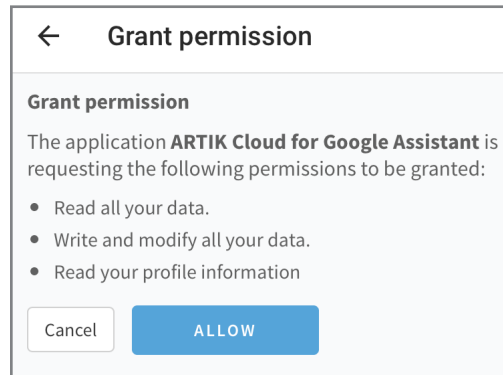 Grant permission
Grant permission
The application ARTIK Cloud for Google Assistant is
requesting the following permissions to be granted:
Read all your data.
Write and modify all your data.
Read your profile information
Cancel
ALLOW